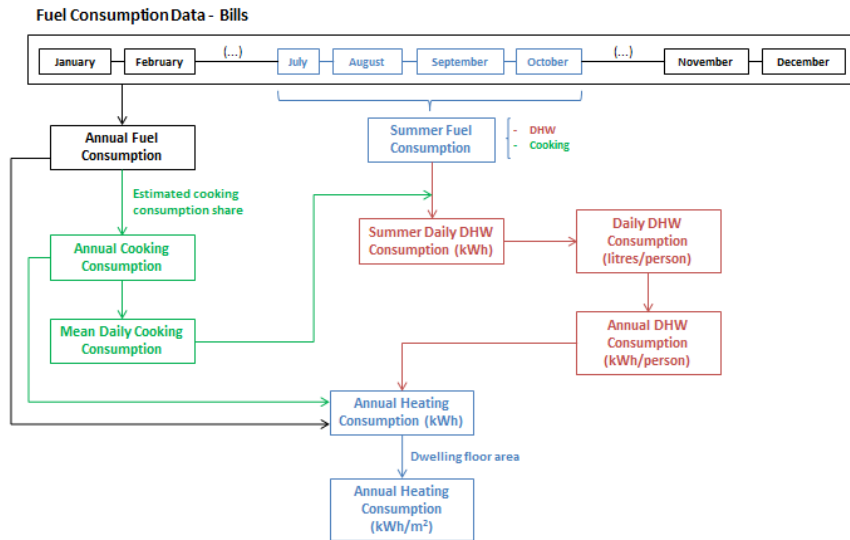 Fuel Consumption Data - Bills
January
February
(...)
July
August
September
October
(...)
November
December
Annual Fuel
Consumption
Summer Fuel
Consumption
- DHW
- Cooking
Estimated cooking
consumption share
Summer Daily DHW
Consumption (kWh)
Daily DHW
Consumption
(litres/person)
Annual Cooking
Consumption
Mean Daily Cooking
Consumption
Annual DHW
Consumption
(kWh/person)
Annual Heating
Consumption (kWh)
Dwelling floor area
Annual Heating
Consumption
(kWh/m²)